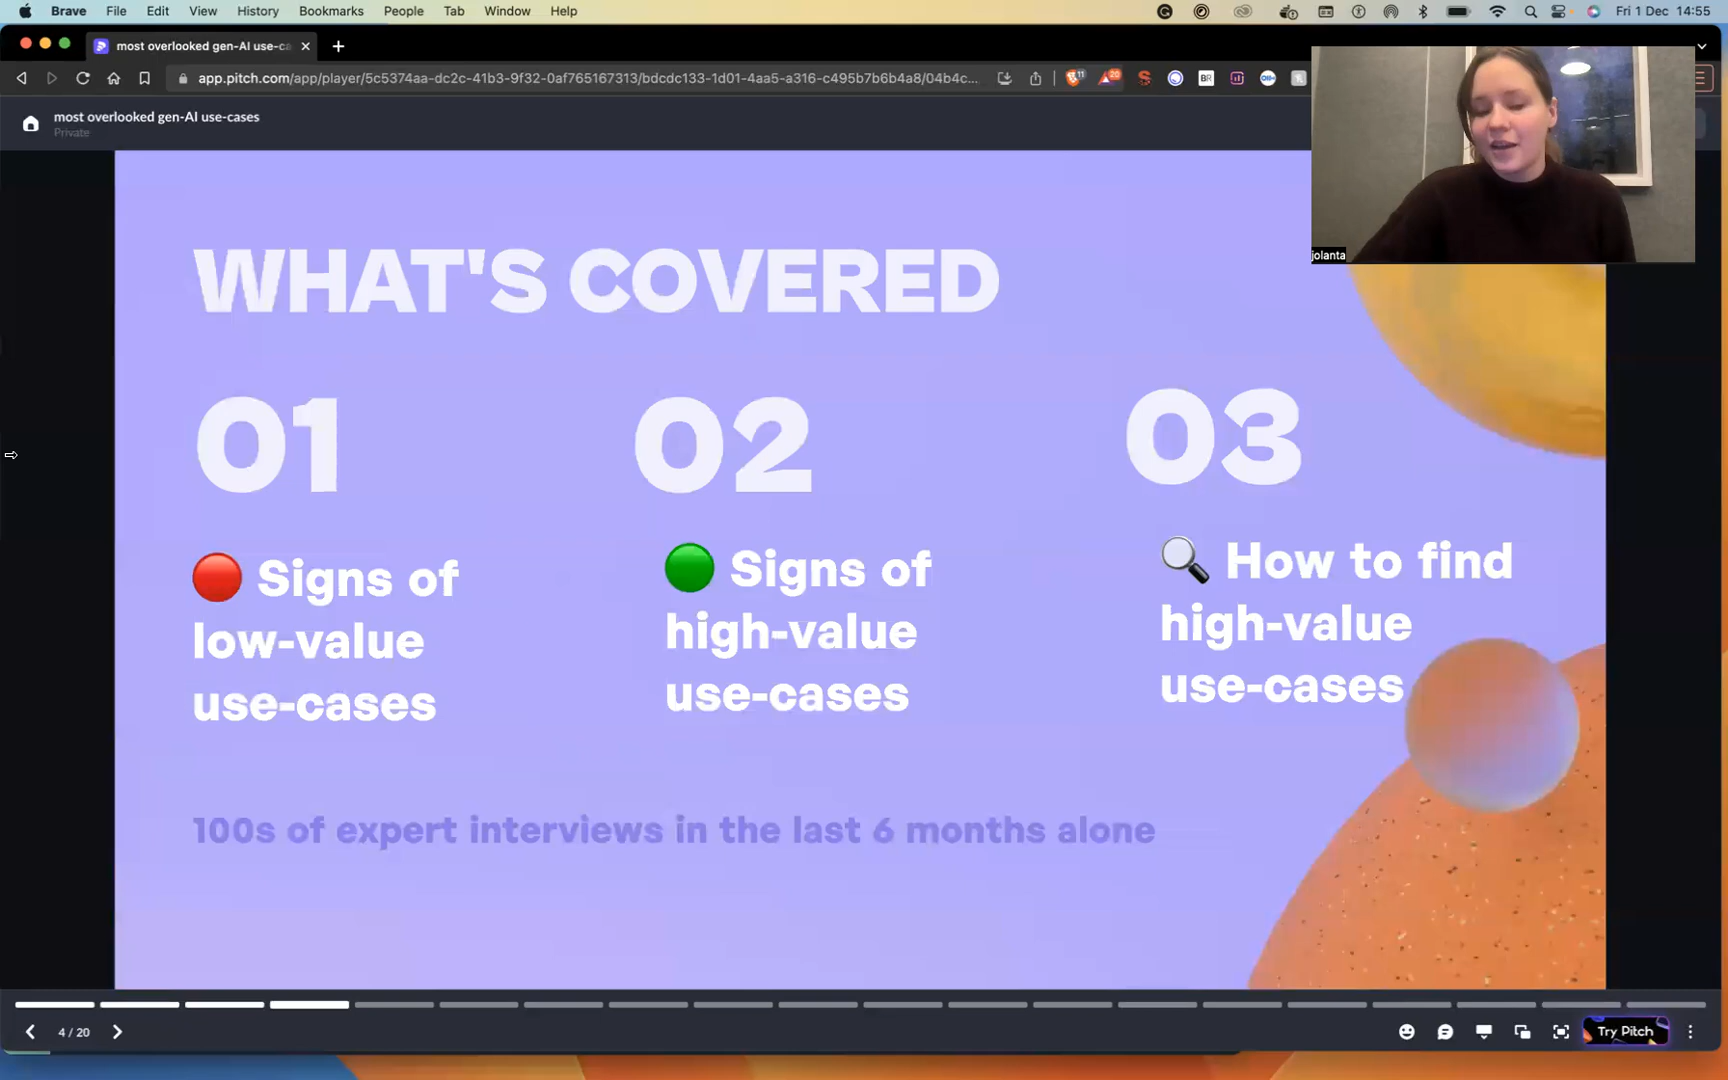 Brave File Edit View History Bookmarks People Tab Window Help Fri 1 Dec 14:55
most overlooked gen-AI use-ca
app.pitch.com/app/player/5c5374aa-dc2c-41b3-9f32-0af765167313/bdcdc133-1d01-4aa5-a316-c495b7b6b4a8/04b4c...
11 20 BR
most overlooked gen-AI use-cases
Private
jolanta
WHAT'S COVERED
01 02 03
🔴 Signs of
low-value
use-cases
🟢 Signs of
high-value
use-cases
🔍 How to find
high-value
use-cases
100s of expert interviews in the last 6 months alone
4 / 20
Try Pitch